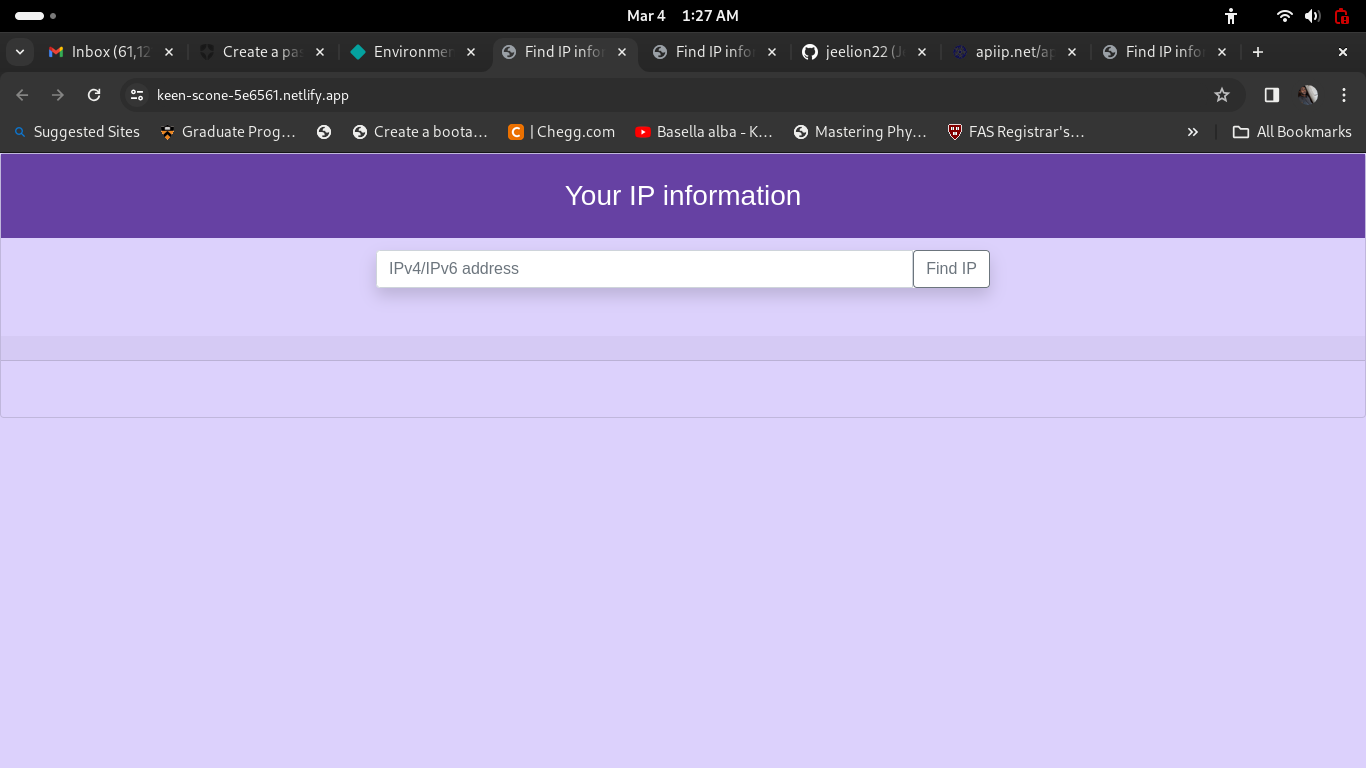 Mar 4 1:27 AM
Inbox (61,12 Create a pas Environmen Find IP infor Find IP infor jeelion22 (Je apiip.net/ap Find IP infor
keen-scone-5e6561.netlify.app
Suggested Sites Graduate Prog... Create a boota... | Chegg.com Basella alba - K... Mastering Phy... FAS Registrar's... » All Bookmarks
Your IP information
IPv4/IPv6 address Find IP